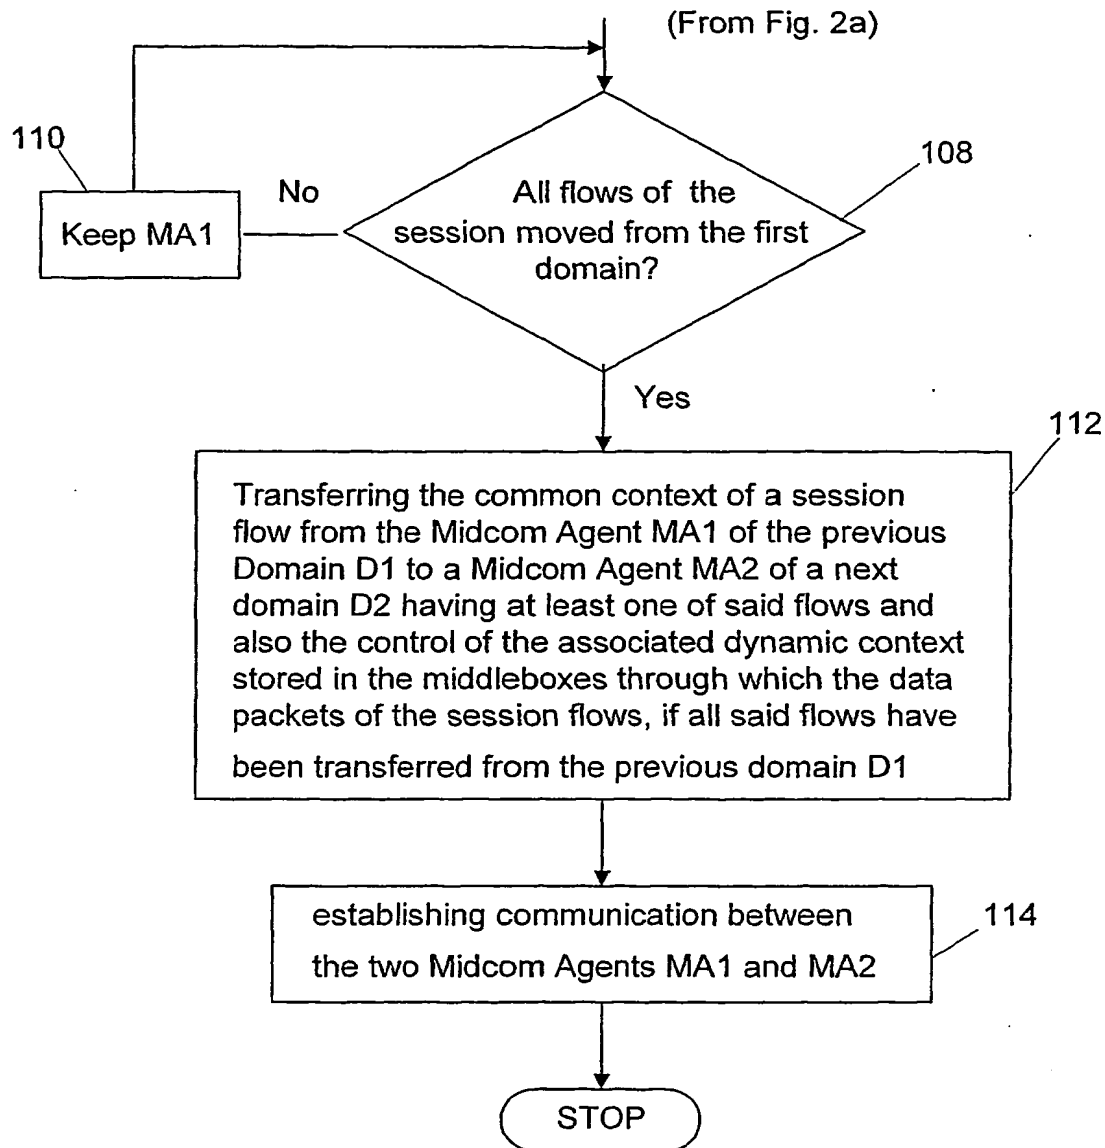 (From Fig. 2a)
110
108
No
All flows of the
session moved from the first
domain?
Keep MA1
Yes
112
Transferring the common context of a session
flow from the Midcom Agent MA1 of the previous
Domain D1 to a Midcom Agent MA2 of a next
domain D2 having at least one of said flows and
also the control of the associated dynamic context
stored in the middleboxes through which the data
packets of the session flows, if all said flows have
been transferred from the previous domain D1
establishing communication between
the two Midcom Agents MA1 and MA2
114
STOP